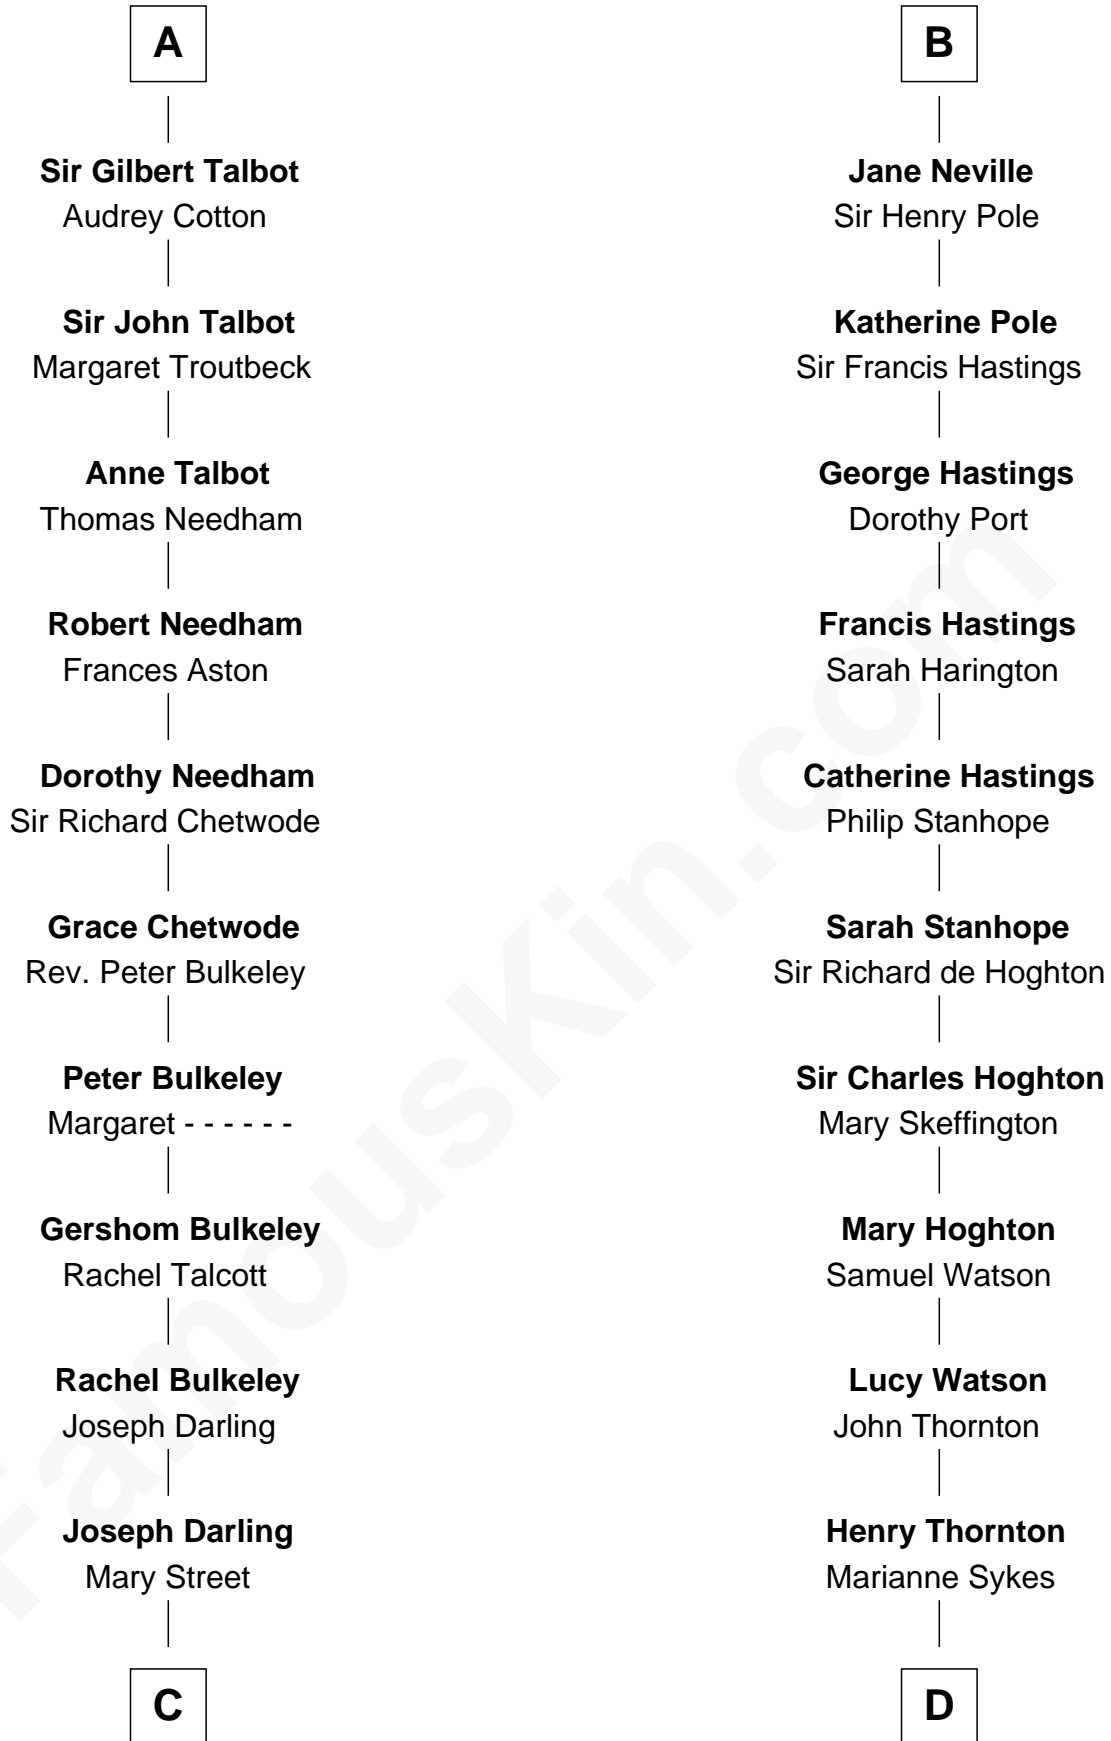 A
Sir Gilbert Talbot
Audrey Cotton
Sir John Talbot
Margaret Troutbeck
Anne Talbot
Thomas Needham
Robert Needham
Frances Aston
Dorothy Needham
Sir Richard Chetwode
Grace Chetwode
Rev. Peter Bulkeley
Peter Bulkeley
Margaret - - - - - -
Gershom Bulkeley
Rachel Talcott
Rachel Bulkeley
Joseph Darling
Joseph Darling
Mary Street
C
B
Jane Neville
Sir Henry Pole
Katherine Pole
Sir Francis Hastings
George Hastings
Dorothy Port
Francis Hastings
Sarah Harington
Catherine Hastings
Philip Stanhope
Sarah Stanhope
Sir Richard de Hoghton
Sir Charles Hoghton
Mary Skeffington
Mary Hoghton
Samuel Watson
Lucy Watson
John Thornton
Henry Thornton
Marianne Sykes
D
FamousKin.com